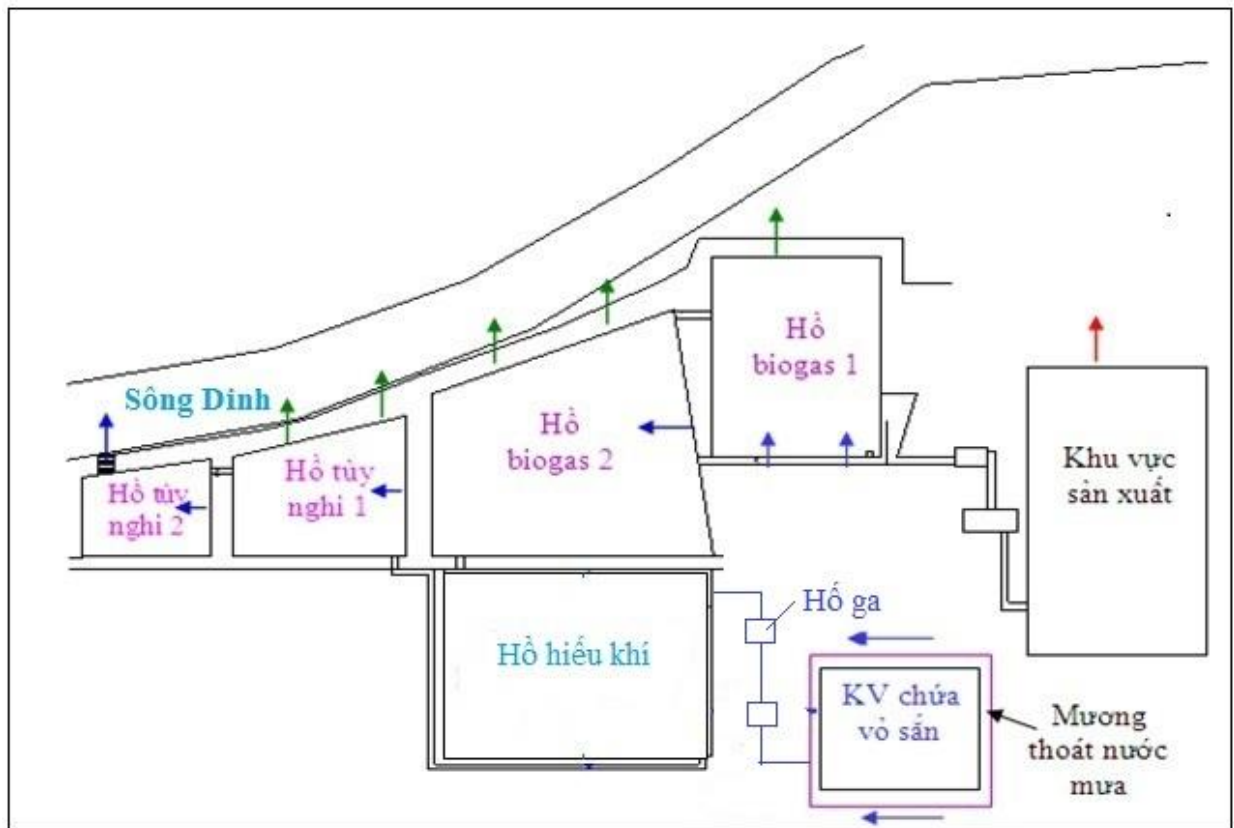 Sông Dinh
Hồ
biogas 1
Hồ
biogas 2
Hồ tùy
nghi 1
Hồ tùy
nghi 2
Khu vực
sản xuất
Hố ga
Hồ hiếu khí
KV chứa
vỏ sắn
Mương
thoát nước
mưa